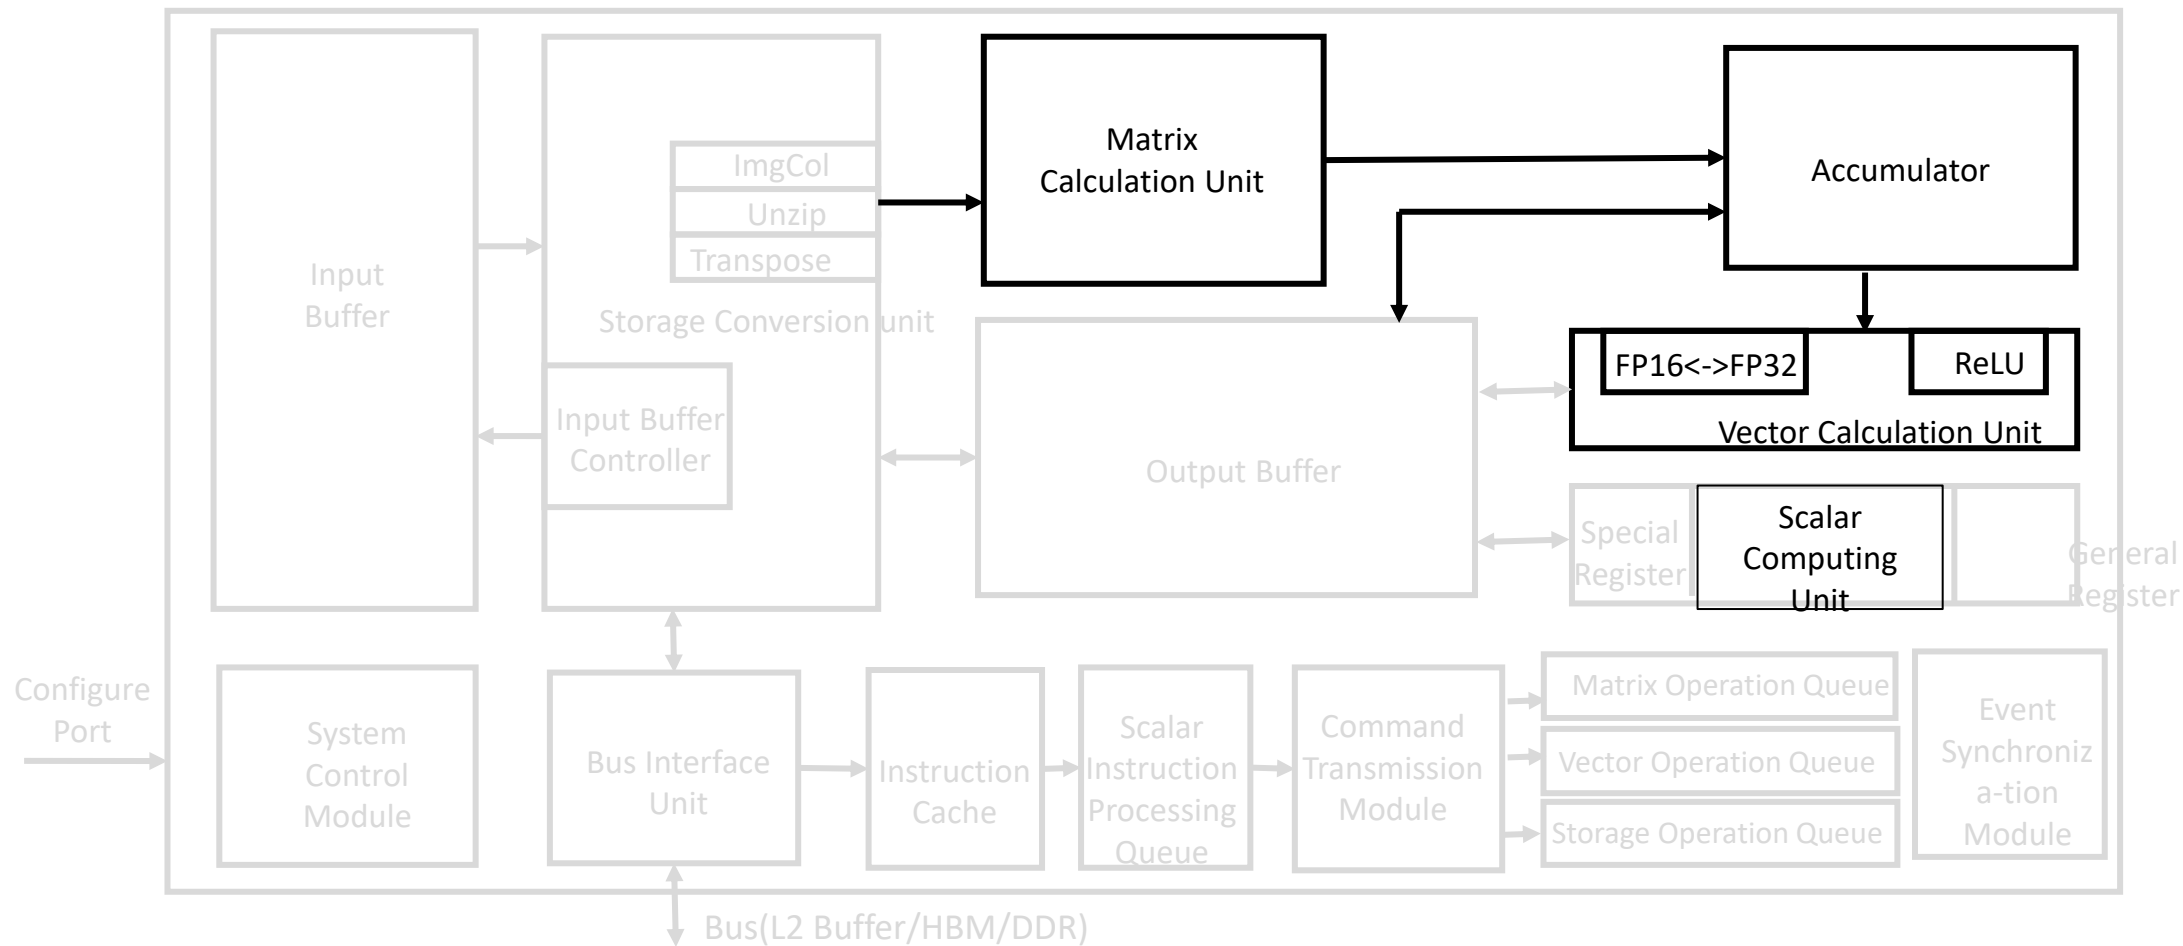 Matrix
Calculation Unit
Accumulator
ImgCol
Unzip
Transpose
Input
Buffer
Storage Conversion unit
FP16<->FP32
ReLU
Vector Calculation Unit
Input Buffer
Controller
Output Buffer
Special
Register
Scalar
Computing
Unit
General
Register
Configure
Port
System
Control
Module
Bus Interface
Unit
Instruction
Cache
Scalar
Instruction
Processing
Queue
Command
Transmission
Module
Matrix Operation Queue
Vector Operation Queue
Storage Operation Queue
Event
Synchroniz
a-tion
Module
Bus(L2 Buffer/HBM/DDR)